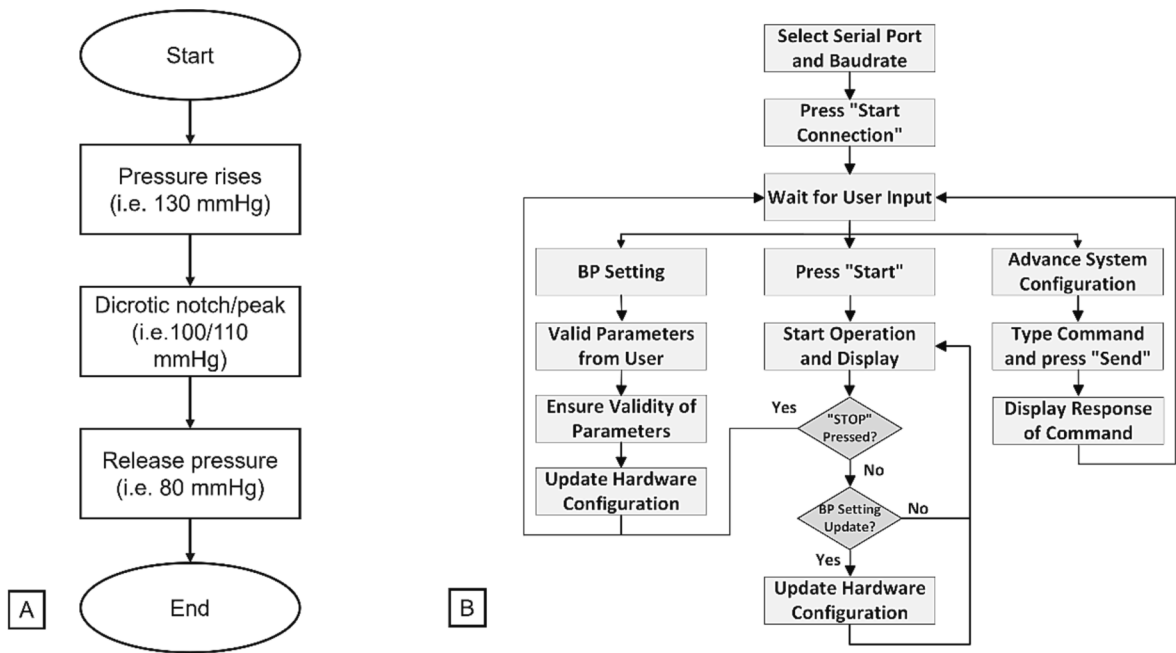 Start
Pressure rises
(i.e. 130 mmHg)
Dicrotic notch/peak
(i.e.100/110
mmHg)
Release pressure
(i.e. 80 mmHg)
End
A
Select Serial Port
and Baudrate
Press "Start
Connection"
Wait for User Input
BP Setting
Valid Parameters
from User
Ensure Validity of
Parameters
Update Hardware
Configuration
Press "Start"
Start Operation
and Display
Yes
"STOP"
Pressed?
No
BP Setting
Update?
No
Yes
Update Hardware
Configuration
Advance System
Configuration
Type Command
and press "Send"
Display Response
of Command
B